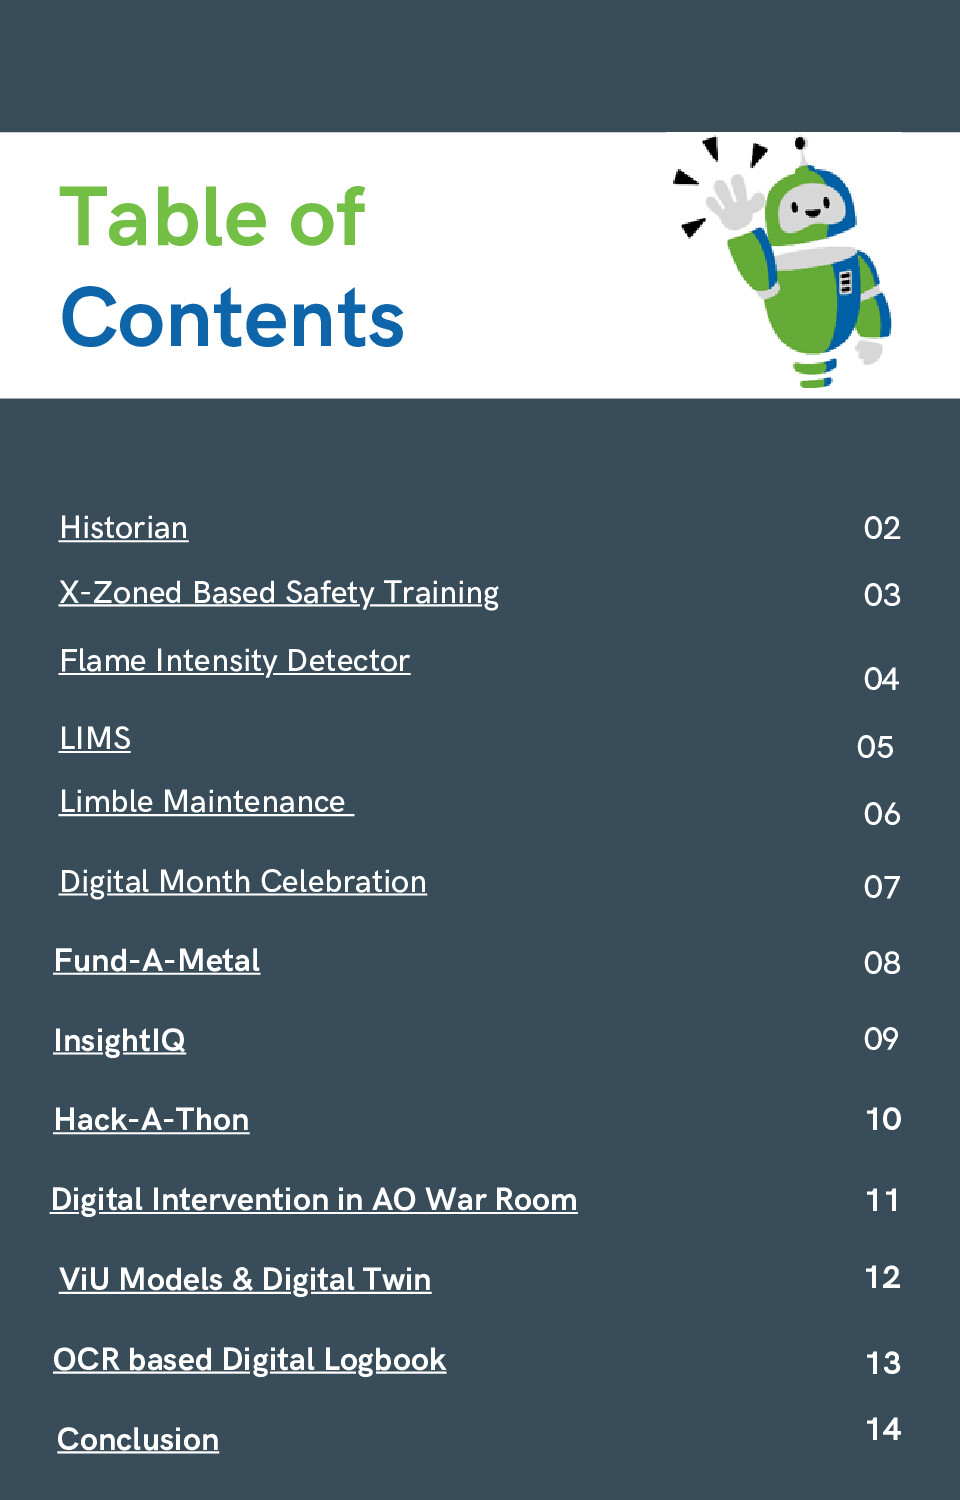 Table of
Contents
Historian 02
X-Zoned Based Safety Training 03
Flame Intensity Detector 04
LIMS 05
Limble Maintenance 06
Digital Month Celebration 07
Fund-A-Metal 08
InsightIQ 09
Hack-A-Thon 10
Digital Intervention in AO War Room 11
ViU Models & Digital Twin 12
OCR based Digital Logbook 13
Conclusion 14